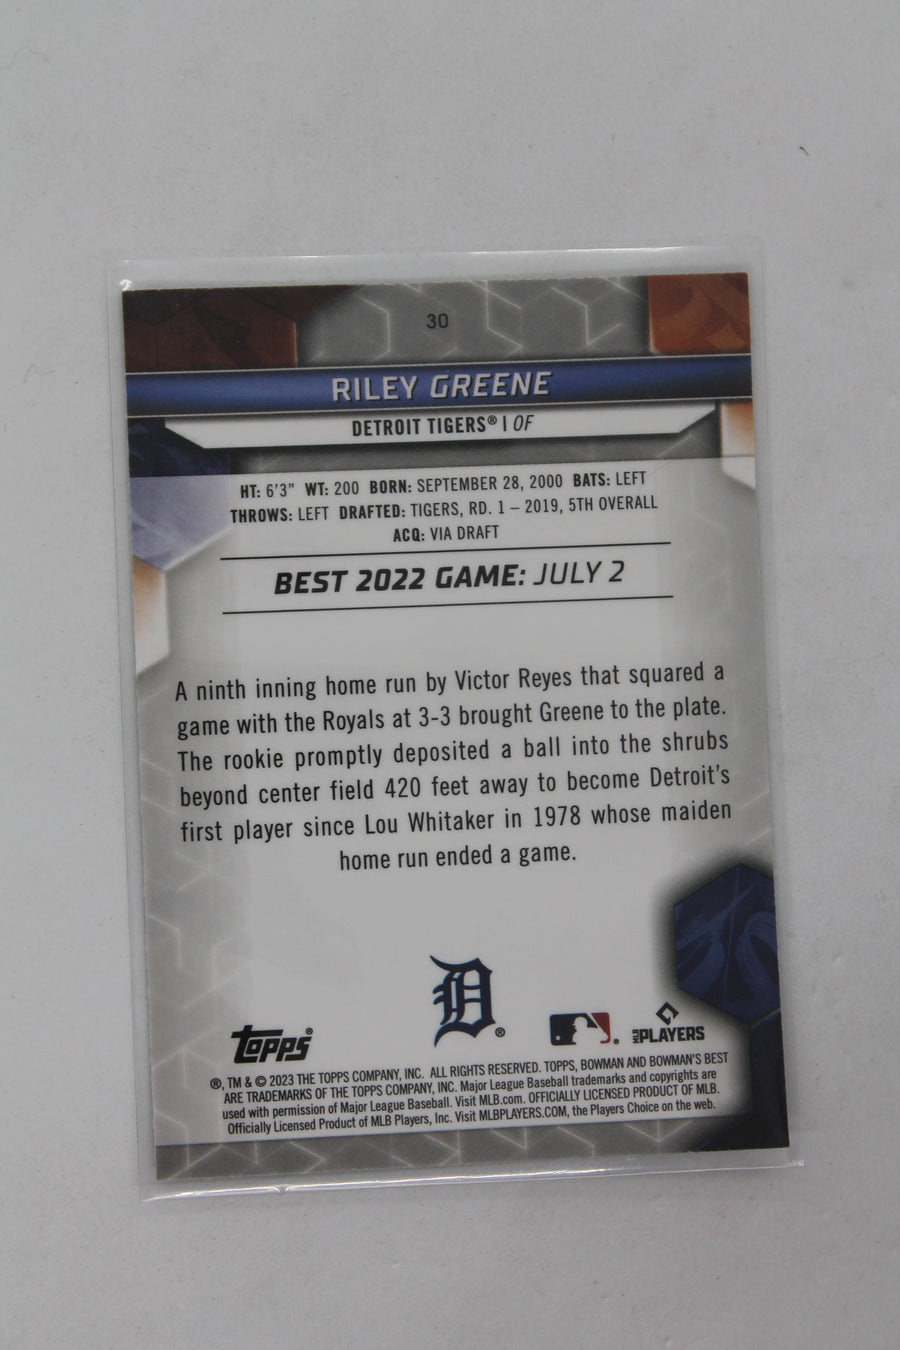 30
RILEY GREENE
DETROIT TIGERS® | OF
HT: 6'3" WT: 200 BORN: SEPTEMBER 28, 2000 BATS: LEFT
THROWS: LEFT DRAFTED: TIGERS, RD. 1 – 2019, 5TH OVERALL
ACQ: VIA DRAFT
BEST 2022 GAME: JULY 2
A ninth inning home run by Victor Reyes that squared a
game with the Royals at 3-3 brought Greene to the plate.
The rookie promptly deposited a ball into the shrubs
beyond center field 420 feet away to become Detroit's
first player since Lou Whitaker in 1978 whose maiden
home run ended a game.
D®
Topps® MLB PLAYERS
®, TM & © 2023 THE TOPPS COMPANY, INC. ALL RIGHTS RESERVED. TOPPS, BOWMAN AND BOWMAN'S BEST
ARE TRADEMARKS OF THE TOPPS COMPANY, INC. Major League Baseball trademarks and copyrights are
used with permission of Major League Baseball. Visit MLB.com. OFFICIALLY LICENSED PRODUCT OF MLB.
Officially Licensed Product of MLB Players, Inc. Visit MLBPLAYERS.COM, the Players Choice on the web.